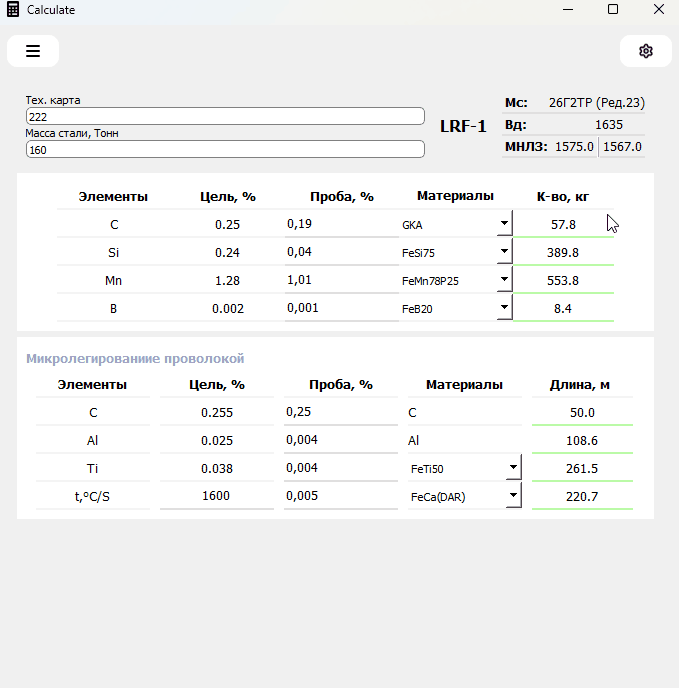 Calculate
Тех. карта
222
Масса стали, Тонн
160
LRF-1
Мс: 26Г2ТР (Ред.23)
Вд: 1635
МНЛЗ: 1575.0 1567.0
Элементы Цель, % Проба, % Материалы К-во, кг
C 0.25 0,19 GKA 57.8
Si 0.24 0,04 FeSi75 389.8
Mn 1.28 1,01 FeMn78P25 553.8
B 0.002 0,001 FeB20 8.4
Микролегированиие проволокой
Элементы Цель, % Проба, % Материалы Длина, м
C 0.255 0,25 C 50.0
Al 0.025 0,004 Al 108.6
Ti 0.038 0,004 FeTi50 261.5
t,°C/S 1600 0,005 FeCa(DAR) 220.7